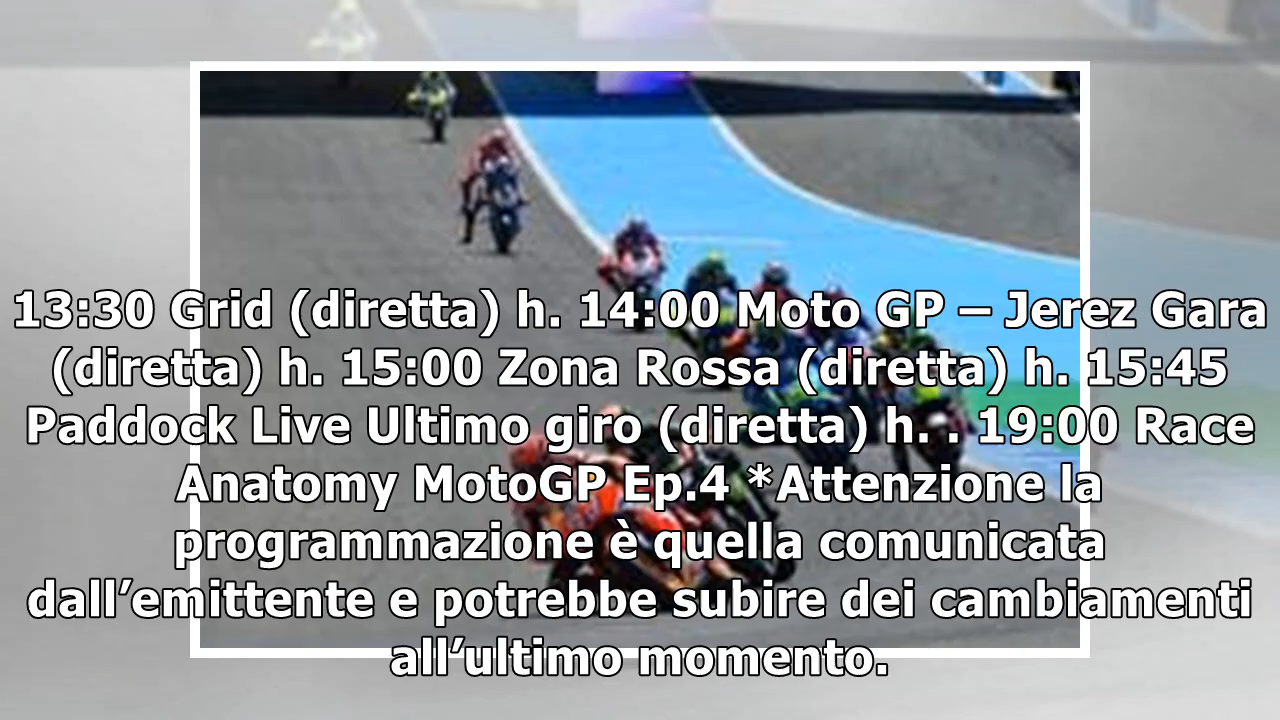 13:30 Grid (diretta) h. 14:00 Moto GP – Jerez Gara
(diretta) h. 15:00 Zona Rossa (diretta) h. 15:45
Paddock Live Ultimo giro (diretta) h. . 19:00 Race
Anatomy MotoGP Ep.4 *Attenzione la
programmazione è quella comunicata
dall’emittente e potrebbe subire dei cambiamenti
all’ultimo momento.